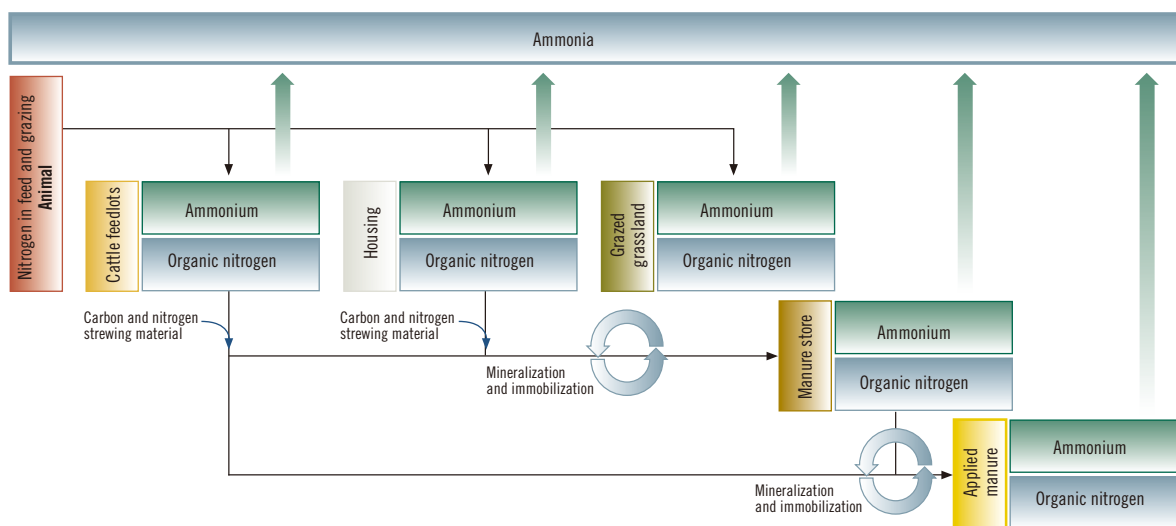 Ammonia
Nitrogen in feed and grazing
Animal
Cattle feedlots
Ammonium
Organic nitrogen
Housing
Ammonium
Organic nitrogen
Grazed
grassland
Ammonium
Organic nitrogen
Carbon and nitrogen
strewing material
Carbon and nitrogen
strewing material
Mineralization
and immobilization
Manure store
Ammonium
Organic nitrogen
Mineralization
and immobilization
Applied
manure
Ammonium
Organic nitrogen